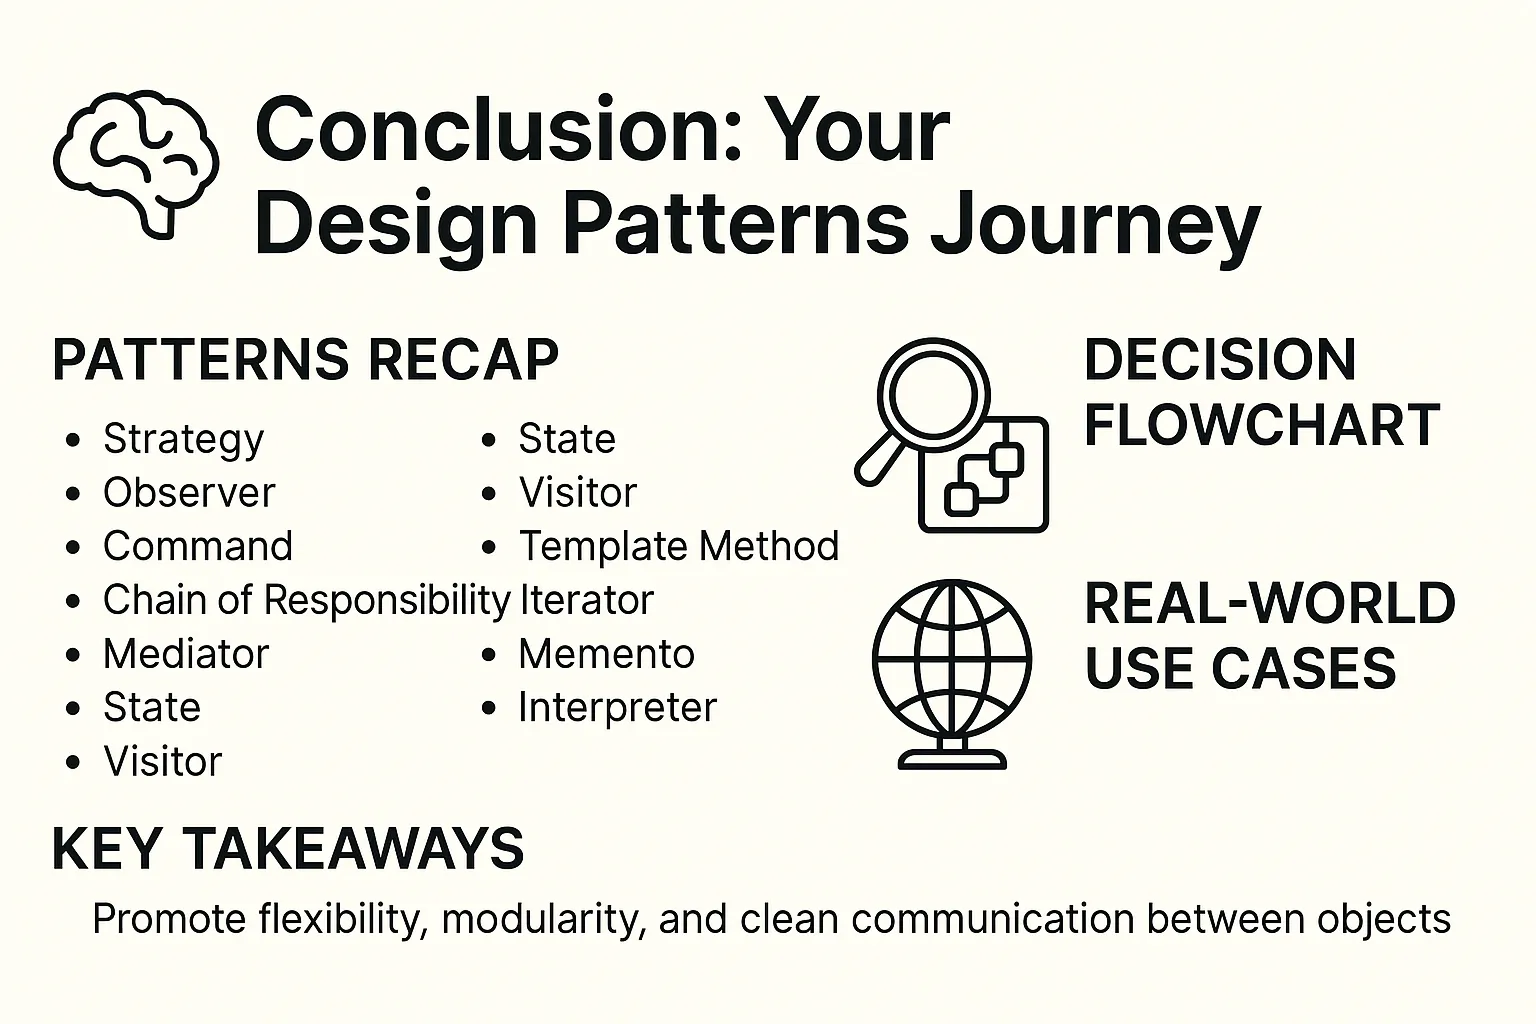 Conclusion: Your
Design Patterns Journey
PATTERNS RECAP
• Strategy
• Observer
• Command
• Chain of Responsibility Iterator
• Mediator
• State
• Visitor
• State
• Visitor
• Template Method
• Memento
• Interpreter
DECISION
FLOWCHART
REAL-WORLD
USE CASES
KEY TAKEAWAYS
Promote flexibility, modularity, and clean communication between objects